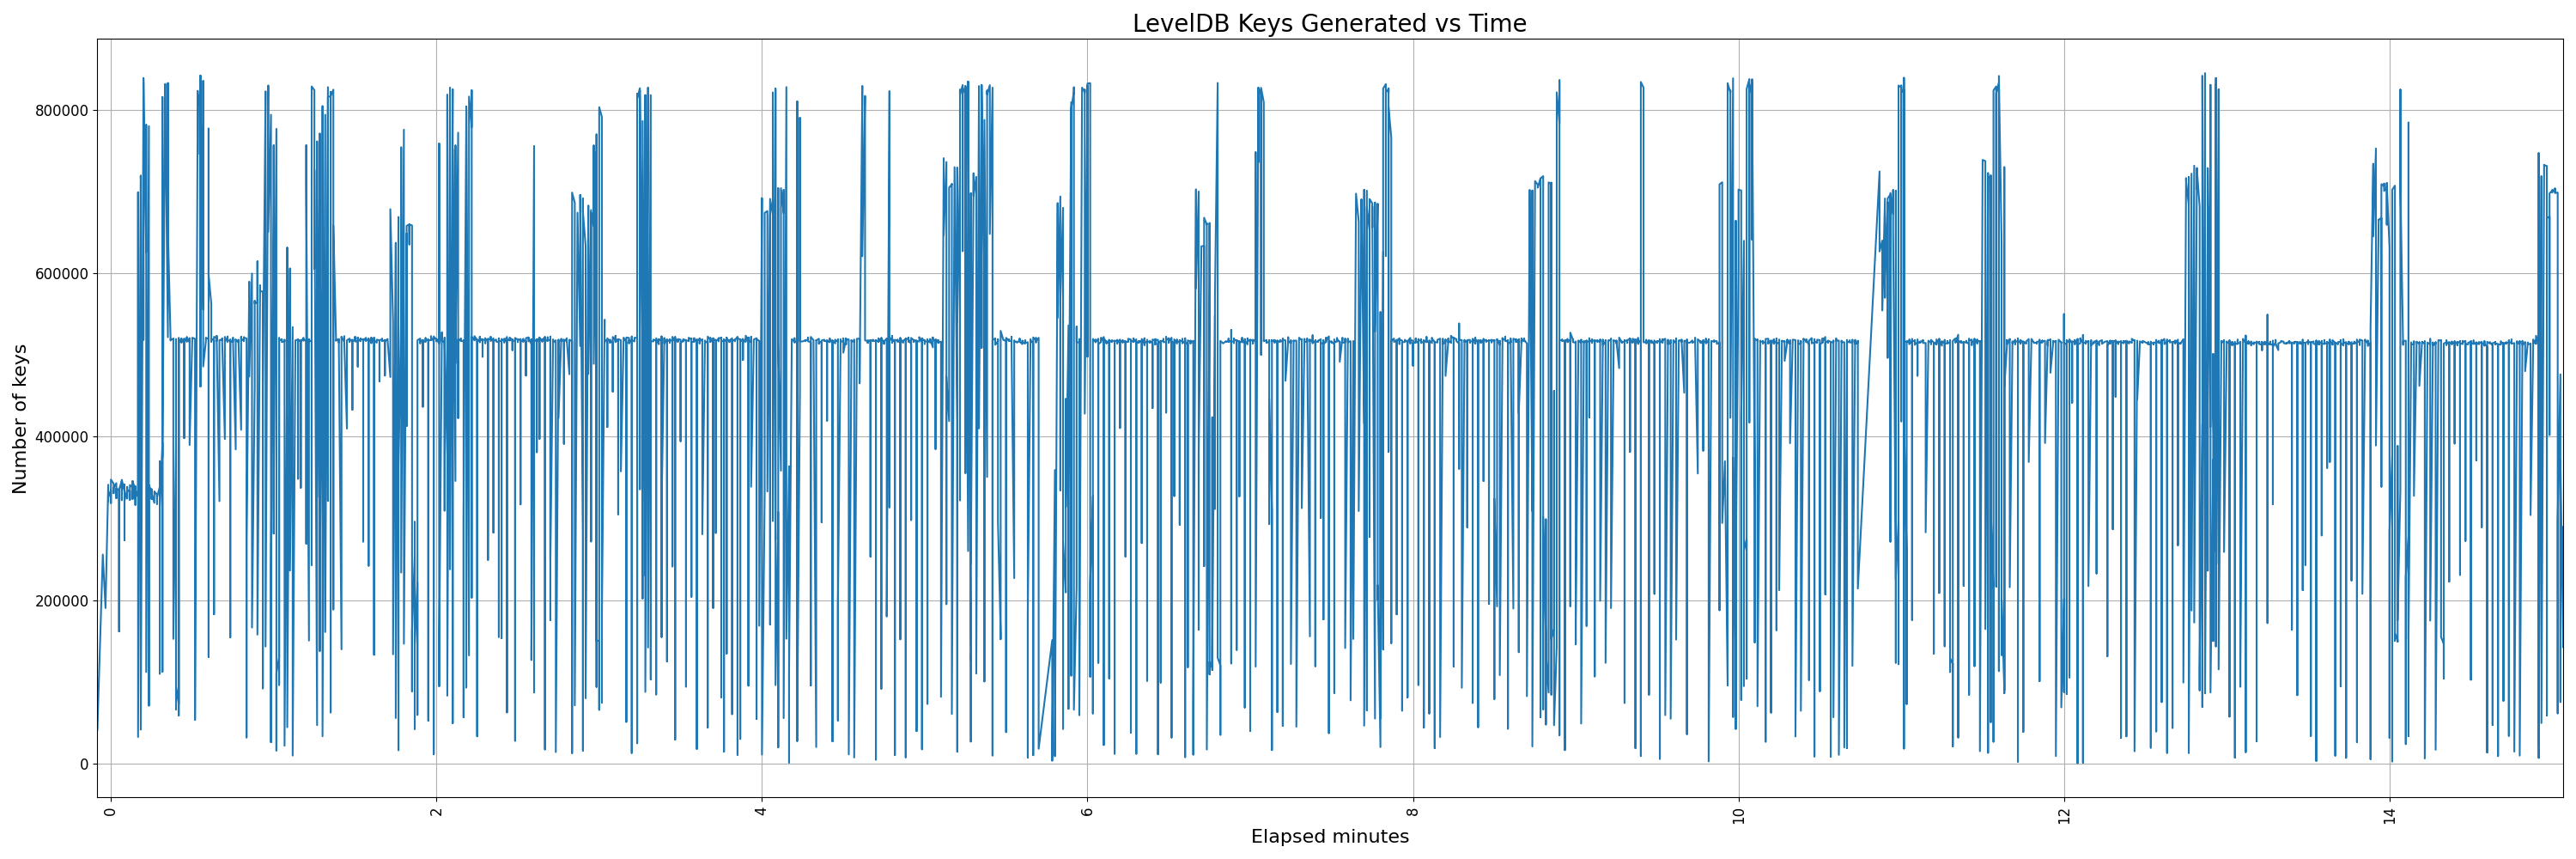 LevelDB Keys Generated vs Time
Number of keys
800000
600000
400000
200000
0
0 2 4 6 8 10 12 14
Elapsed minutes